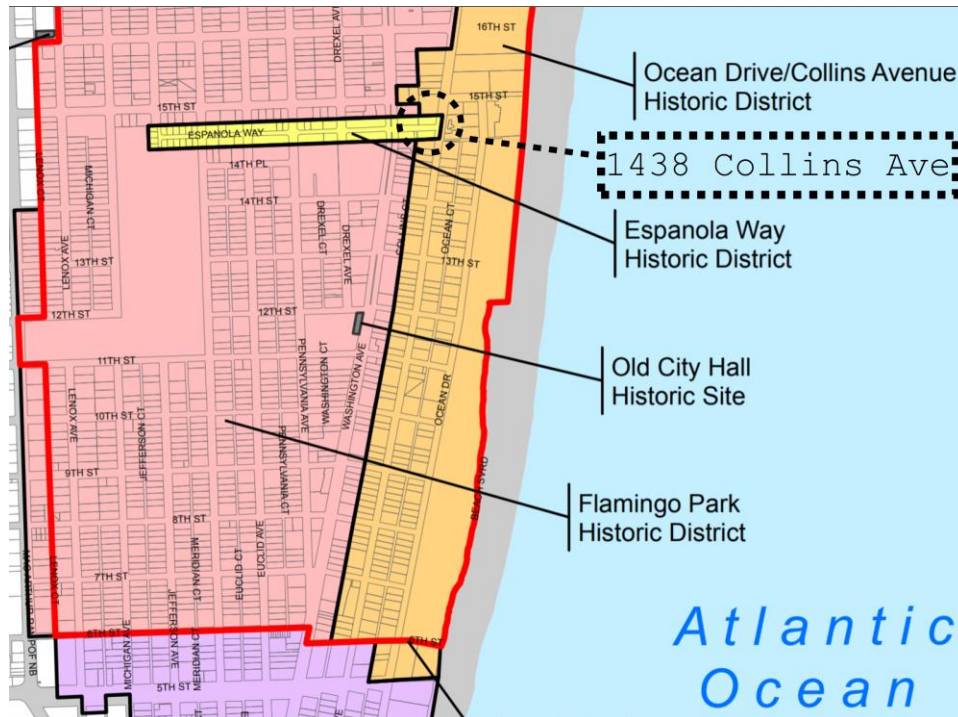 16TH ST
DREXEL AVE
Ocean Drive/Collins Avenue
Historic District
15TH ST
15TH ST
ESPANOLA WAY
1438 Collins Ave
LENOX CT
14TH PL
MICHIGAN CT
14TH ST
DREXEL CT
DREXEL AVE
OCEAN CT
Espanola Way
Historic District
LENOX AVE
13TH ST
13TH ST
12TH ST
12TH ST
Old City Hall
Historic Site
11TH ST
PENNSYLVANIA AVE
WASHINGTON CT
WASHINGTON AVE
LENOX AVE
10TH ST
JEFFERSON CT
OCEAN DR
9TH ST
PENNSYLVANIA CT
Flamingo Park
Historic District
8TH ST
MERIDIAN CT
EUCLID CT
EUCLID AVE
7TH ST
LENOX CT
JEFFERSON AVE
6TH ST
MICHIGAN AVE
MERIDIAN CT
5TH ST
Atlantic
Ocean